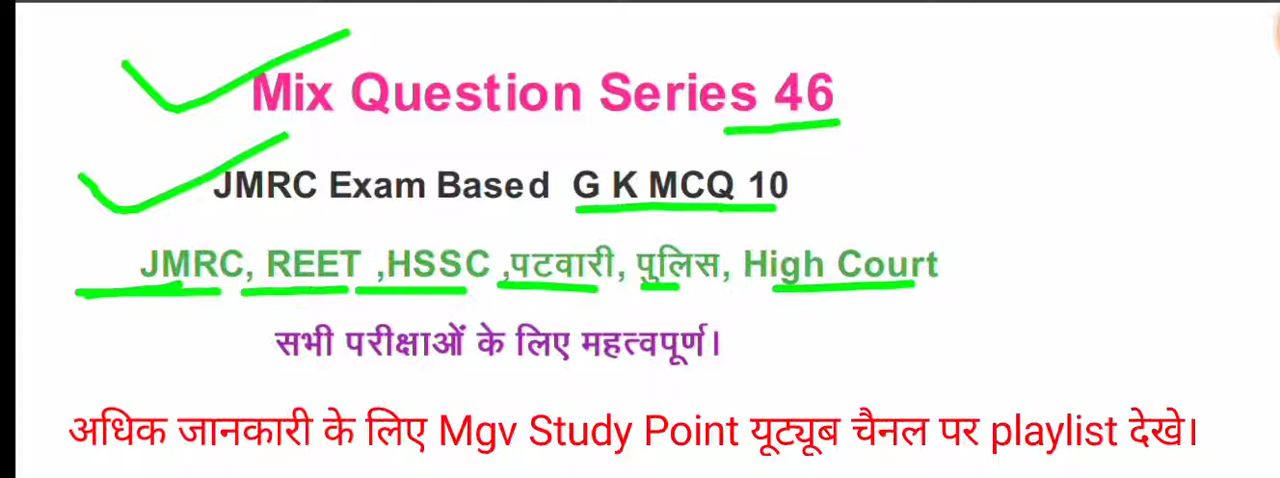 Mix Question Series 46
JMRC Exam Based G K MCQ 10
JMRC, REET ,HSSC ,पटवारी, पुलिस, High Court
सभी परीक्षाओं के लिए महत्वपूर्ण।
अधिक जानकारी के लिए Mgv Study Point यूट्यूब चैनल पर playlist देखे।